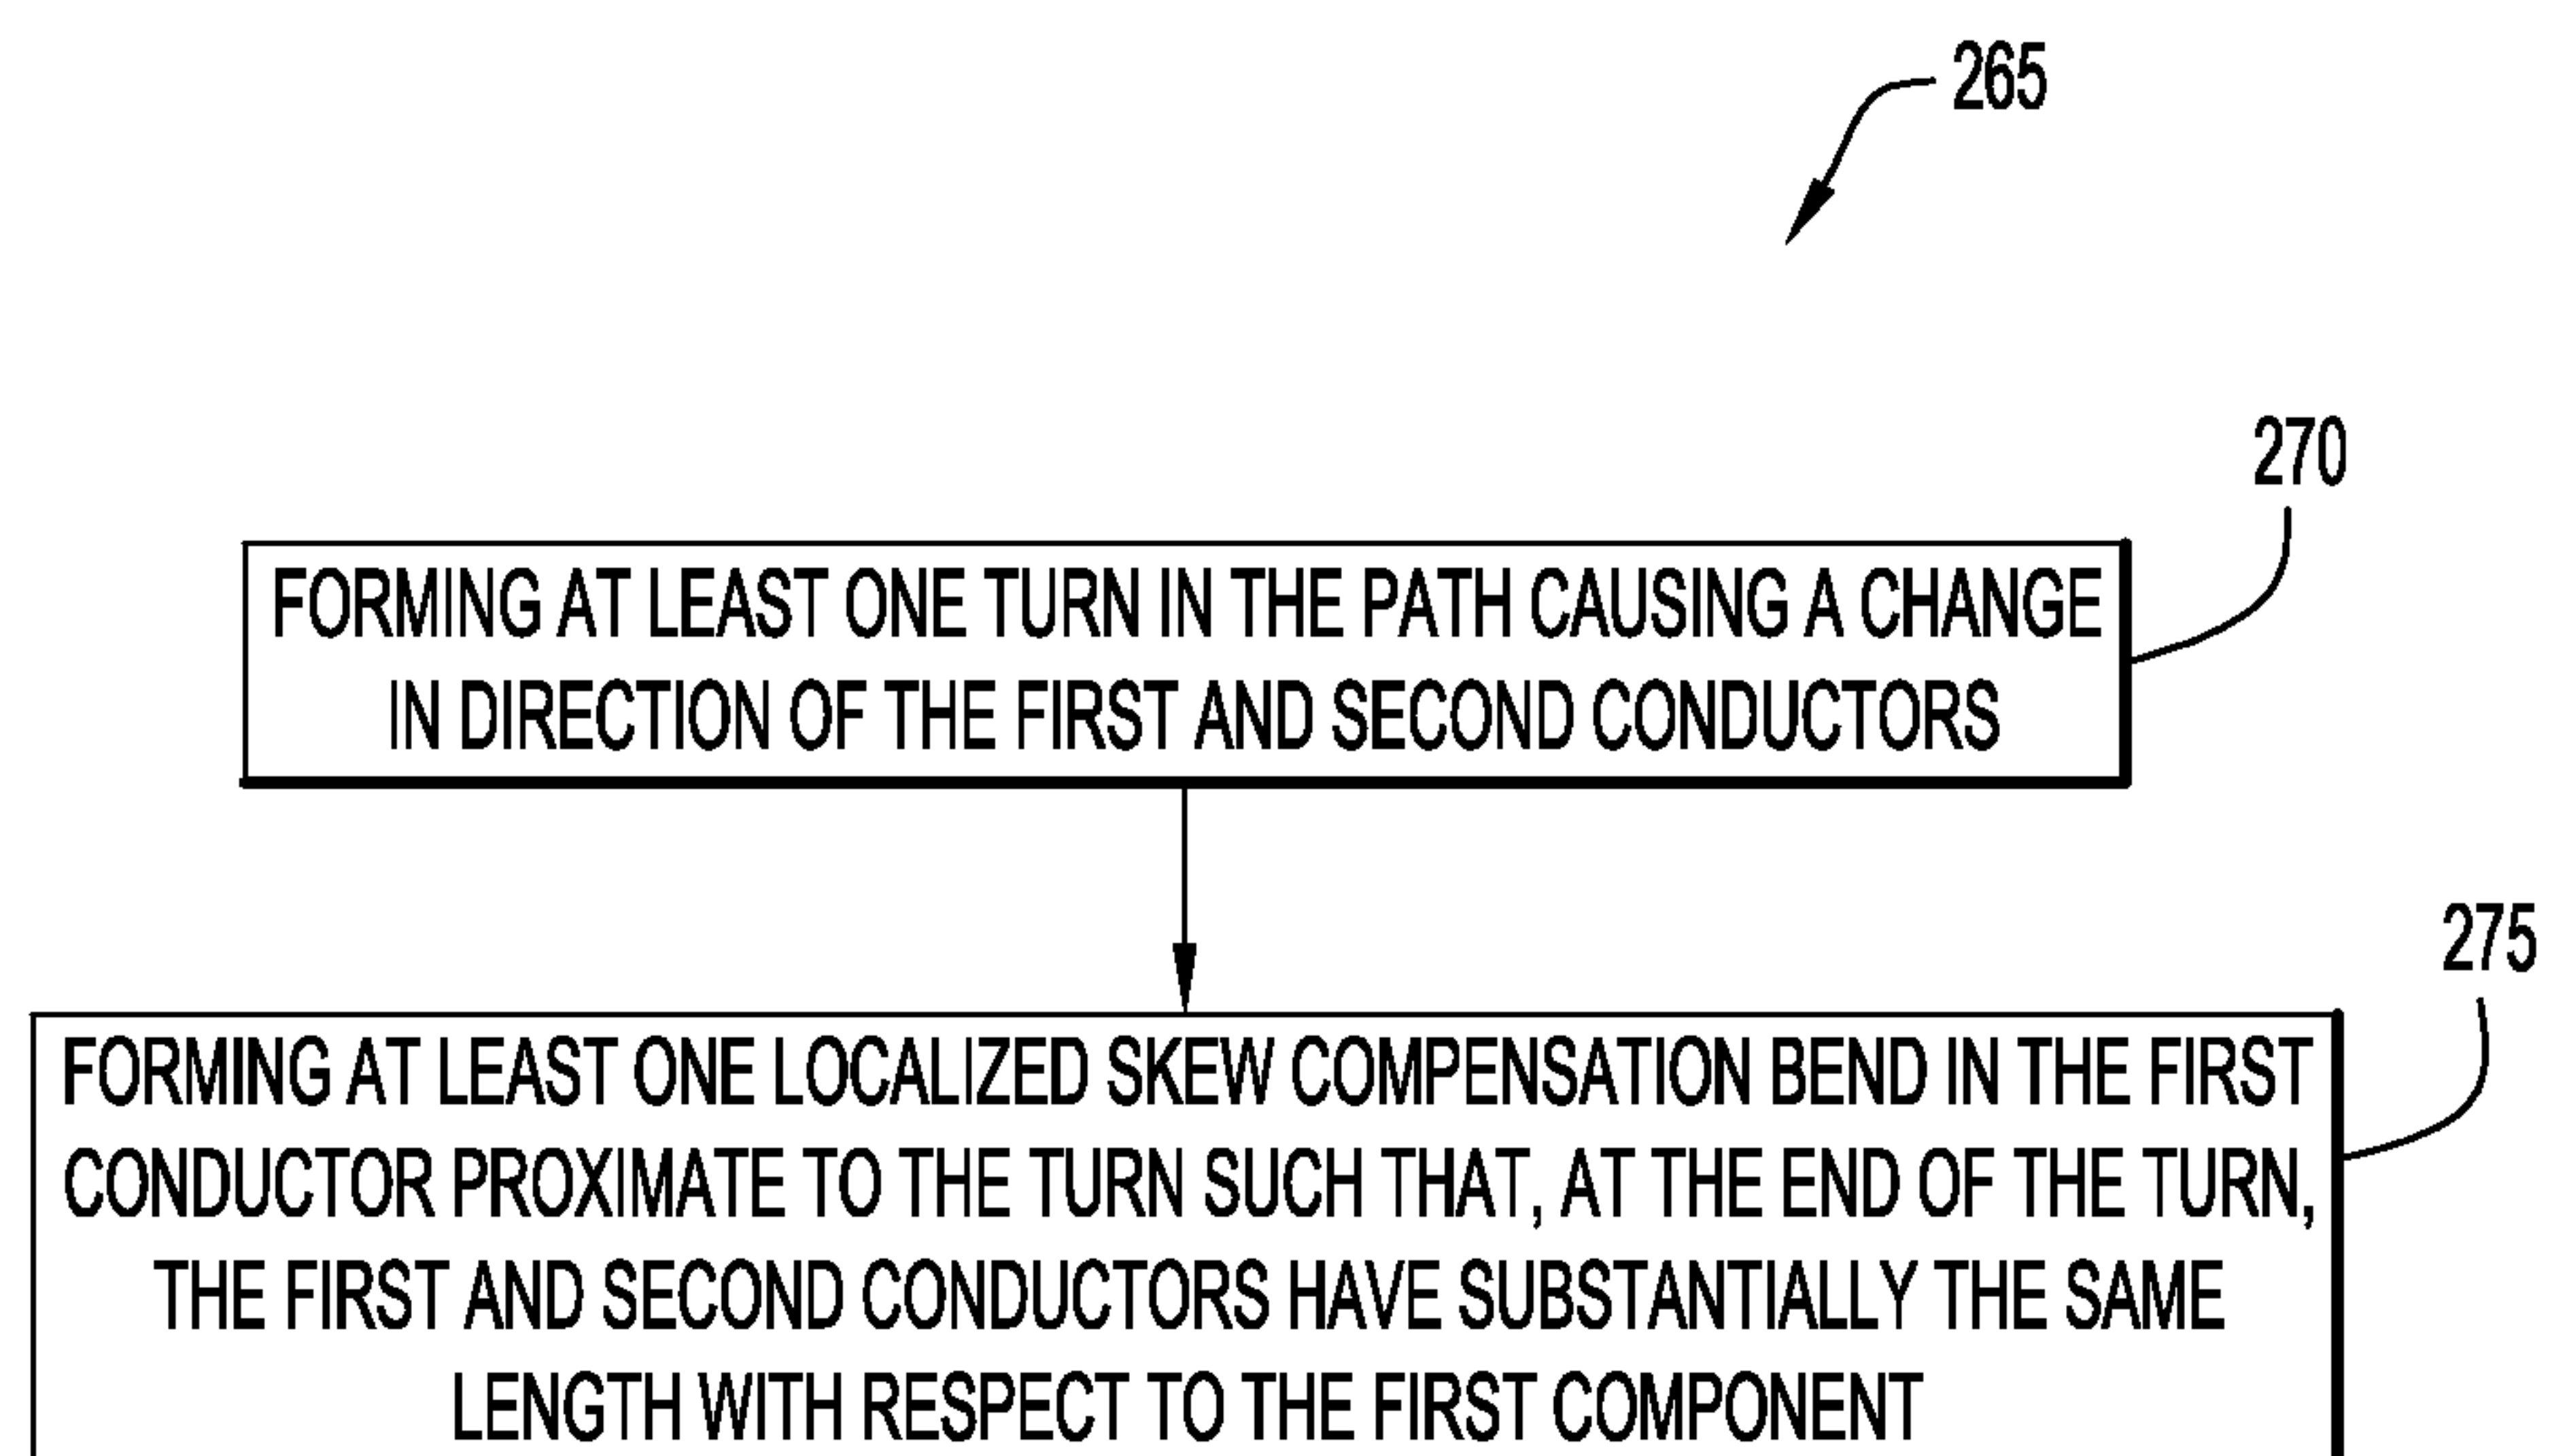 265
270
FORMING AT LEAST ONE TURN IN THE PATH CAUSING A CHANGE
IN DIRECTION OF THE FIRST AND SECOND CONDUCTORS
275
FORMING AT LEAST ONE LOCALIZED SKEW COMPENSATION BEND IN THE FIRST
CONDUCTOR PROXIMATE TO THE TURN SUCH THAT, AT THE END OF THE TURN,
THE FIRST AND SECOND CONDUCTORS HAVE SUBSTANTIALLY THE SAME
LENGTH WITH RESPECT TO THE FIRST COMPONENT